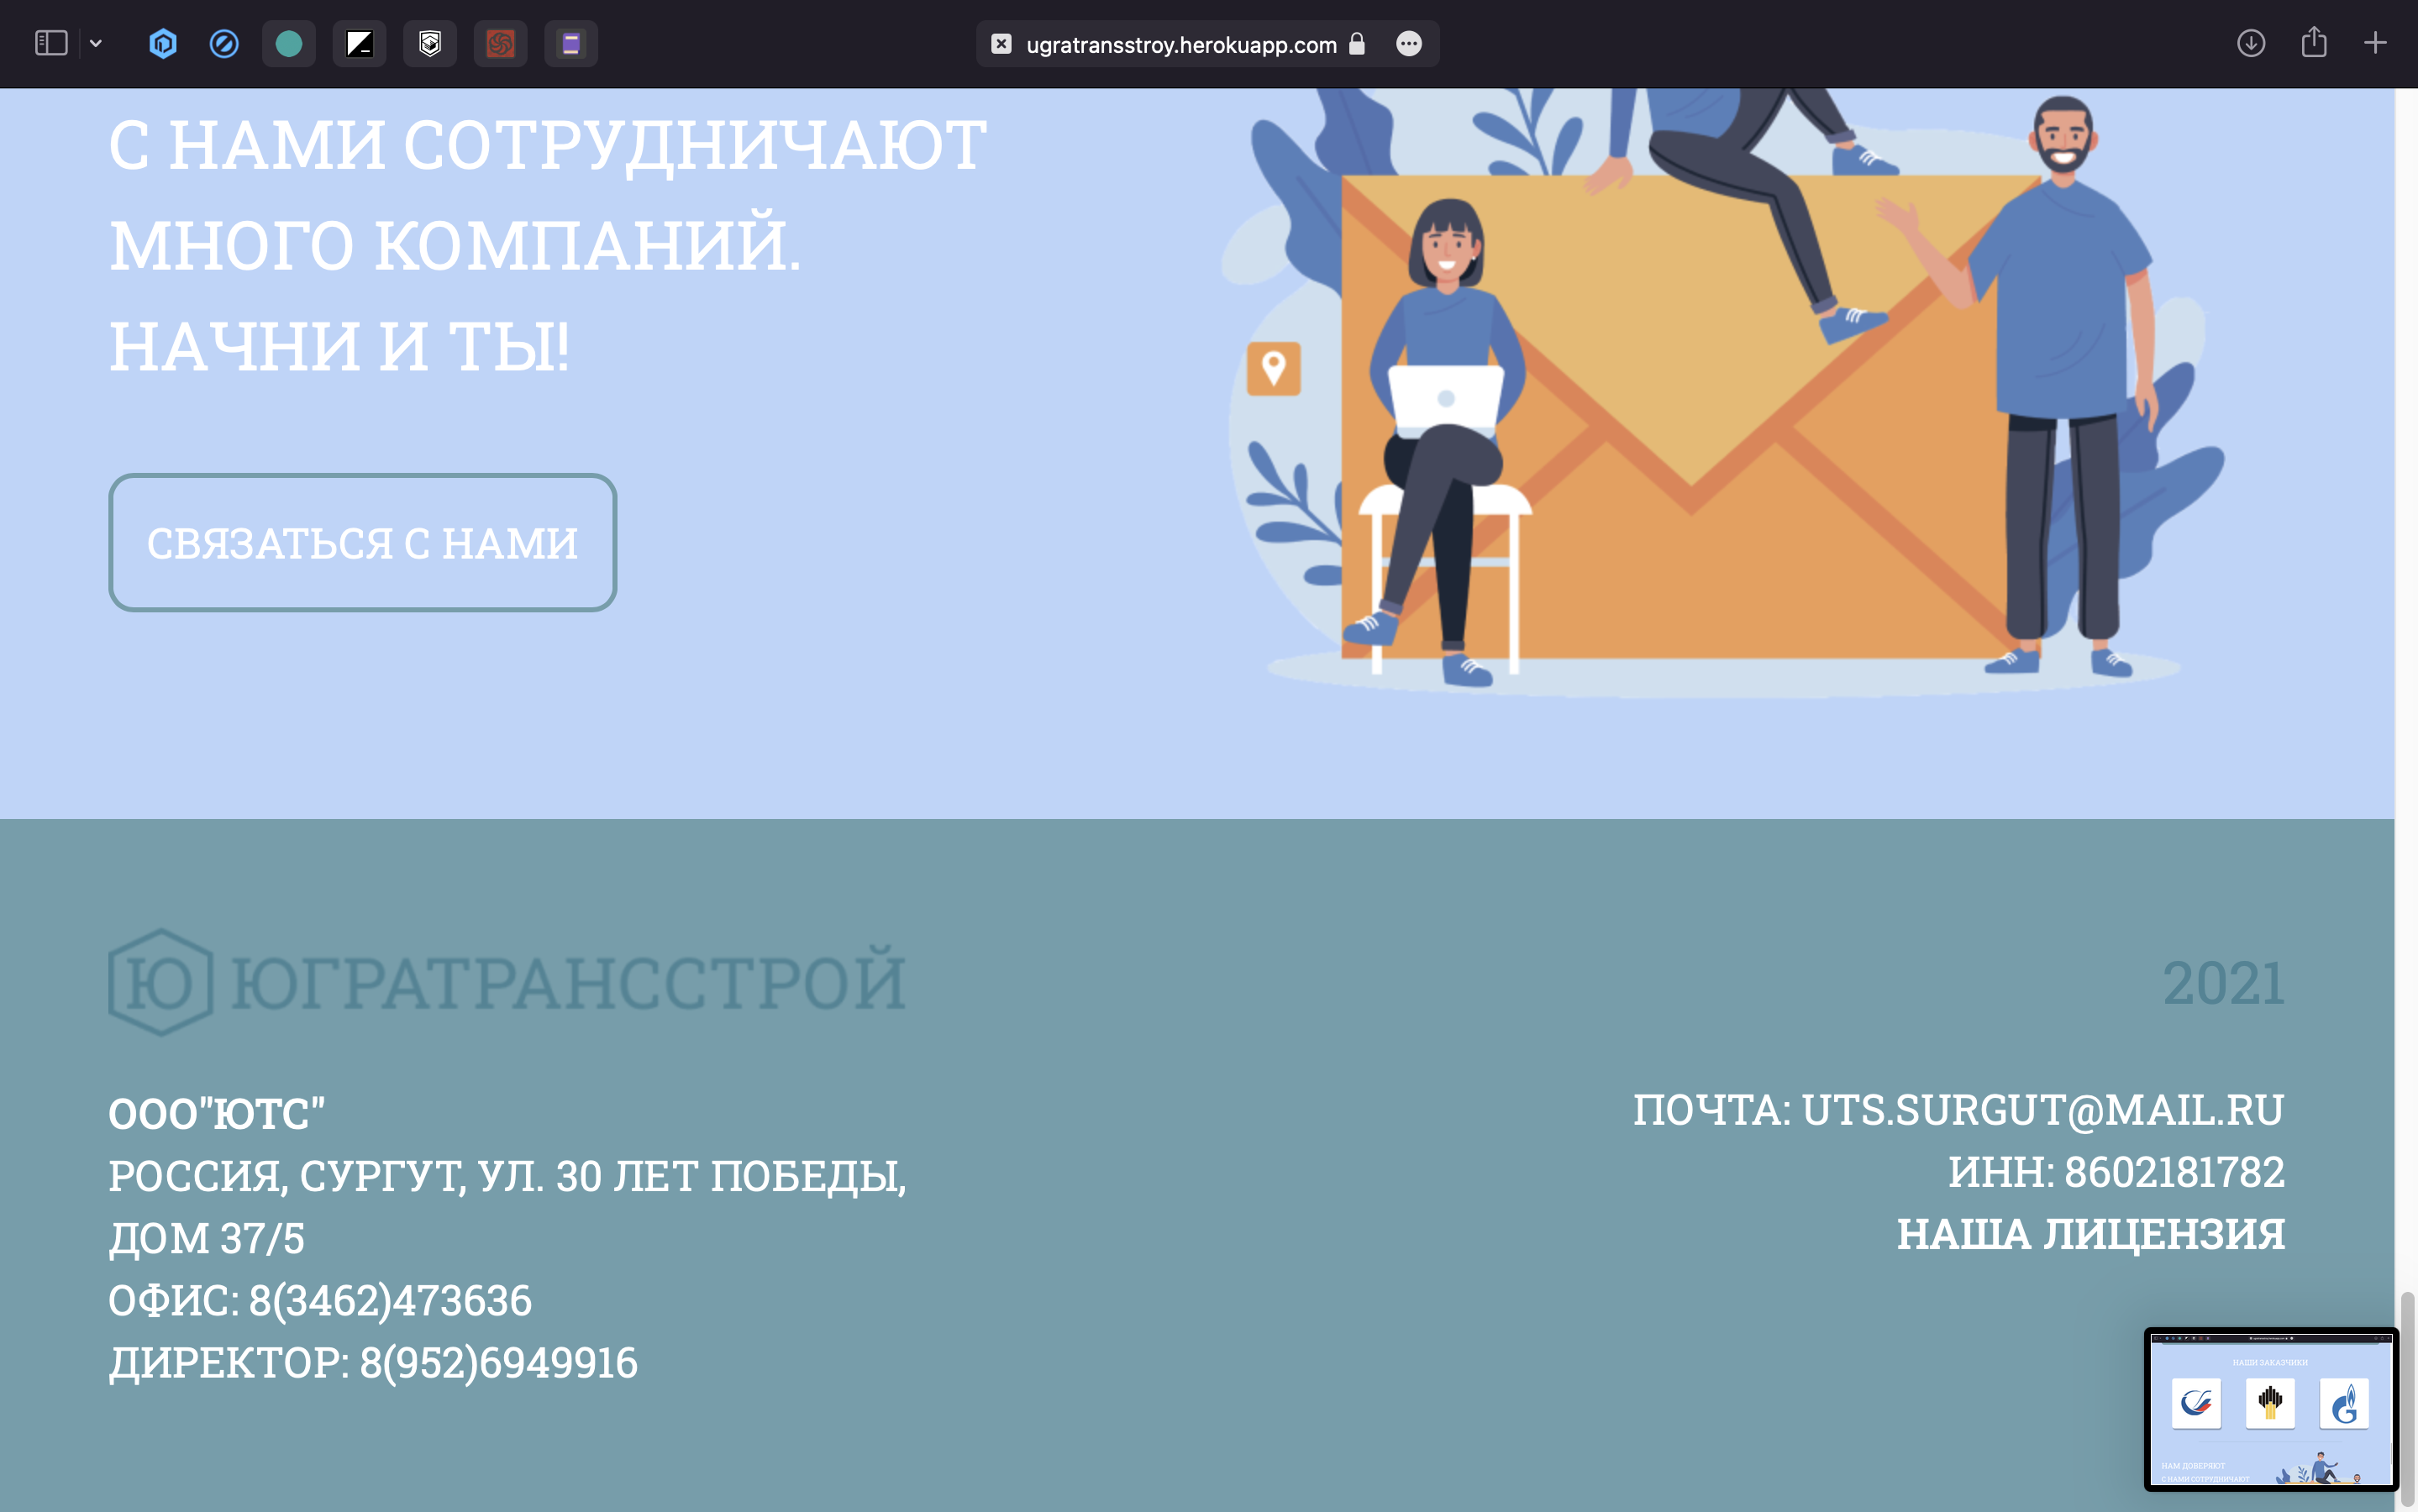 ugratransstroy.herokuapp.com
С НАМИ СОТРУДНИЧАЮТ
МНОГО КОМПАНИЙ.
НАЧНИ И ТЫ!
СВЯЗАТЬСЯ С НАМИ
Ю ЮГРАТРАНССТРОЙ
2021
ООО"ЮТС"
РОССИЯ, СУРГУТ, УЛ. 30 ЛЕТ ПОБЕДЫ,
ДОМ 37/5
ОФИС: 8(3462)473636
ДИРЕКТОР: 8(952)6949916
ПОЧТА: UTS.SURGUT@MAIL.RU
ИНН: 8602181782
НАША ЛИЦЕНЗИЯ
НАШИ ЗАКАЗЧИКИ
НАМ ДОВЕРЯЮТ
С НАМИ СОТРУДНИЧАЮТ